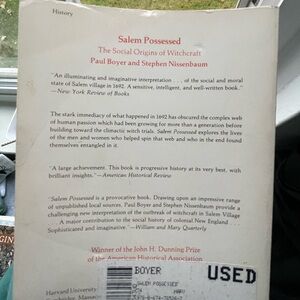 History
Salem Possessed
The Social Origins of Witchcraft
Paul Boyer and Stephen Nissenbaum
"An illuminating and imaginative interpretation . . . of the social and moral
state of Salem village in 1692. A sensitive, intelligent, and well-written book."
—New York Review of Books
The stark immediacy of what happened in 1692 has obscured the complex web
of human passion which had been growing for more than a generation before
building toward the climactic witch trials. Salem Possessed explores the lives
of the men and women who helped spin that web and who in the end found
themselves entangled in it.
"A large achievement. This book is progressive history at its very best, with
brilliant insights."—American Historical Review
"Salem Possessed is a provocative book. Drawing upon an impressive range
of unpublished local sources, Paul Boyer and Stephen Nissenbaum provide a
challenging new interpretation of the outbreak of witchcraft in Salem Village
A major contribution to the social history of colonial New England
Sophisticated and imaginative."—William and Mary Quarterly
Winner of the John H. Dunning Prize
of the American Historical Association
Harvard University
BOYER
USED
SALEM POSSESSED